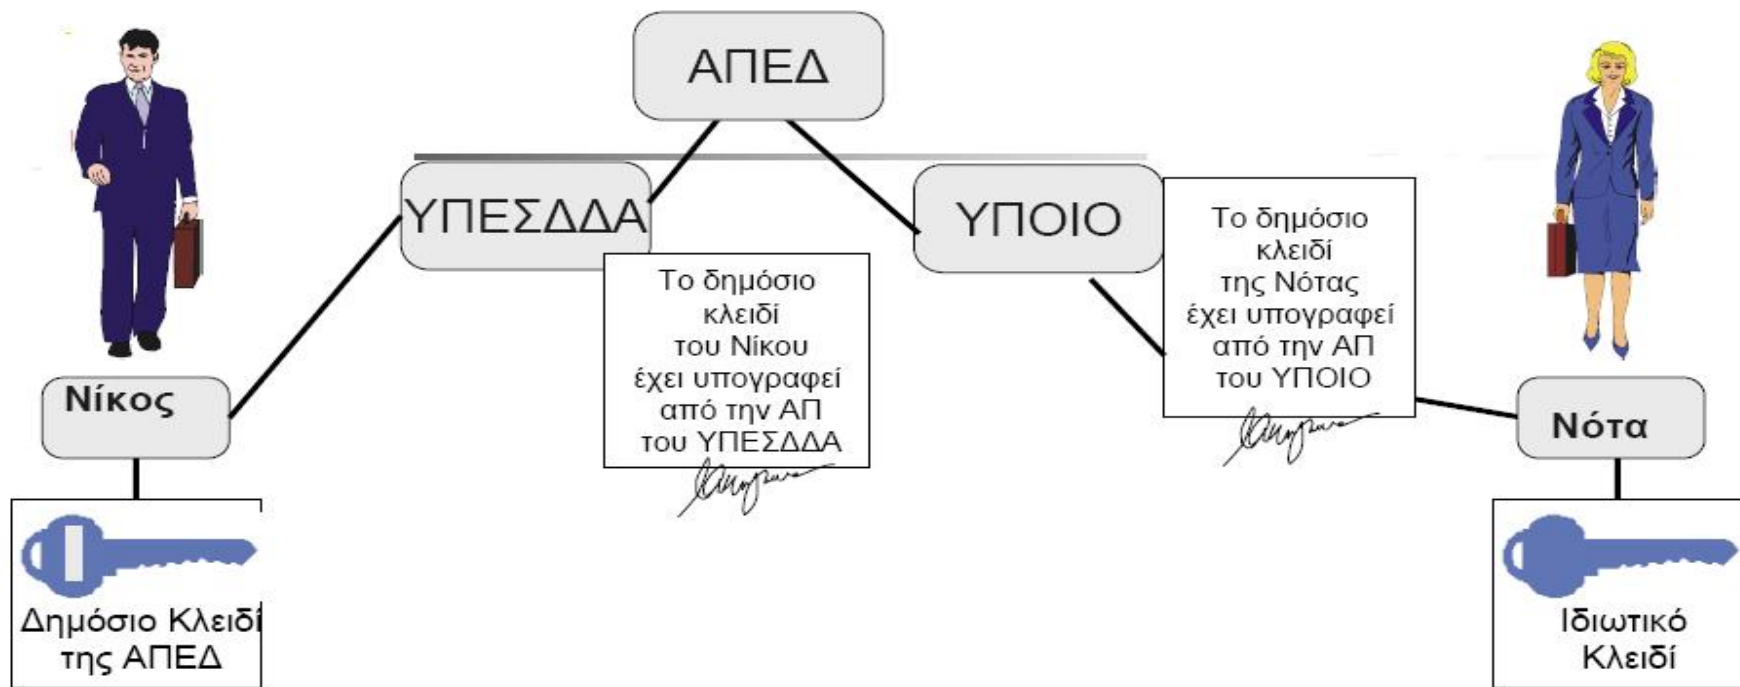 ΑΠΕΔ
ΥΠΕΣΔΔΑ
ΥΠΟΙΟ
Το δημόσιο
κλειδί
του Νίκου
έχει υπογραφεί
από την ΑΠ
του ΥΠΕΣΔΔΑ
Το δημόσιο
κλειδί
της Νότας
έχει υπογραφεί
από την ΑΠ
του ΥΠΟΙΟ
Νίκος
Νότα
Δημόσιο Κλειδί
της ΑΠΕΔ
Ιδιωτικό
Κλειδί